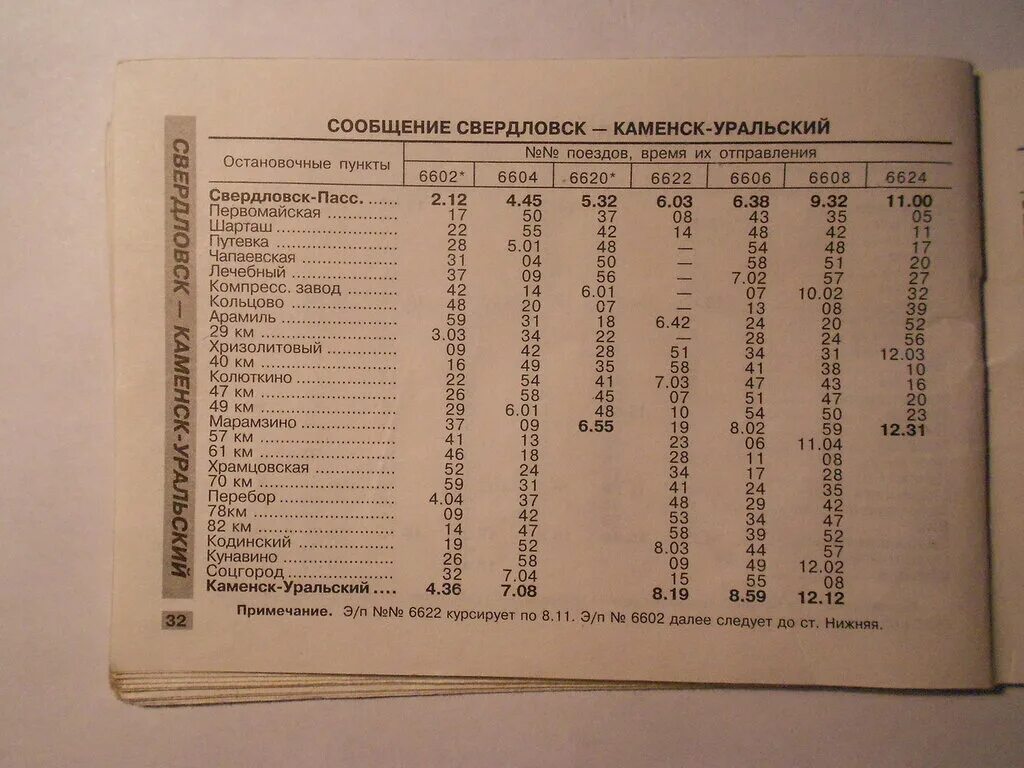 СООБЩЕНИЕ СВЕРДЛОВСК — КАМЕНСК-УРАЛЬСКИЙ
Остановочные пункты №№ поездов, время их отправления
6602* 6604 6620* 6622 6606 6608 6624
Свердловск-Пасс. ...... 2.12 4.45 5.32 6.03 6.38 9.32 11.00
Первомайская ............. 17 50 37 08 43 35 05
Шарташ ..................... 22 55 42 14 48 42 11
Путевка ..................... 28 5.01 48 — 54 48 17
Чапаевская ................ 31 04 50 — 58 51 20
Лечебный .................. 37 09 56 — 7.02 57 27
Компресс. завод ......... 42 14 6.01 — 07 10.02 32
Кольцово ................... 48 20 07 — 13 08 39
Арамиль .................... 59 31 18 6.42 24 20 52
29 км ........................ 3.03 34 22 — 28 24 56
Хризолитовый ............ 09 42 28 51 34 31 12.03
40 км ........................ 16 49 35 58 41 38 10
Колюткино ................. 22 54 41 7.03 47 43 16
47 км ........................ 26 58 45 07 51 47 20
49 км ........................ 29 6.01 48 10 54 50 23
Марамзино ................ 37 09 6.55 19 8.02 59 12.31
57 км ........................ 41 13 23 06 11.04
61 км ........................ 46 18 28 11 08
Храмцовская .............. 52 24 34 17 28
70 км ........................ 59 31 41 24 35
Перебор .................... 4.04 37 48 29 42
78км ......................... 09 42 53 34 47
82 км ........................ 14 47 58 39 52
Кодинский ................. 19 52 8.03 44 57
Кунавино ................... 26 58 09 49 12.02
Соцгород ................... 32 7.04 15 55 08
Каменск-Уральский .... 4.36 7.08 8.19 8.59 12.12
Примечание. Э/п №№ 6622 курсирует по 8.11. Э/п № 6602 далее следует до ст. Нижняя.
СВЕРДЛОВСК — КАМЕНСК-УРАЛЬСКИЙ
32